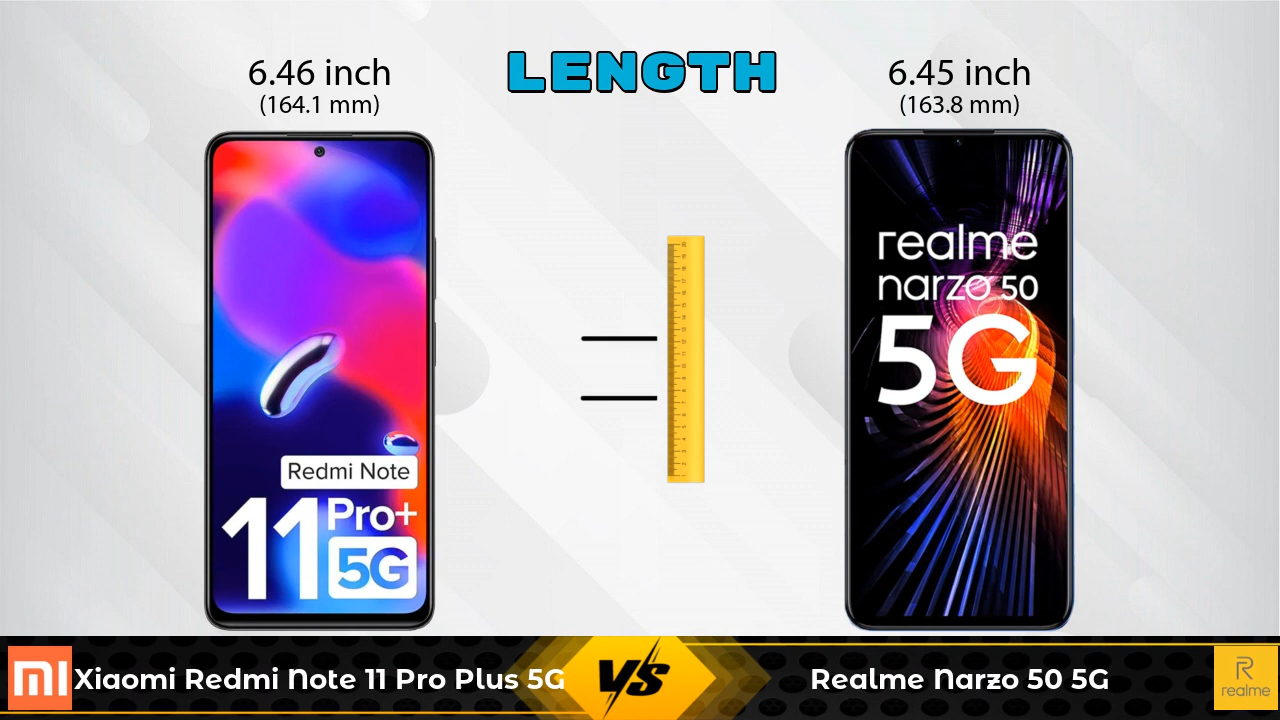 LENGTH
6.46 inch
(164.1 mm)
6.45 inch
(163.8 mm)
Redmi Note
11 Pro+
5G
realme
narzo 50
5G
mi Xiaomi Redmi Note 11 Pro Plus 5G
VS
Realme Narzo 50 5G
R
realme